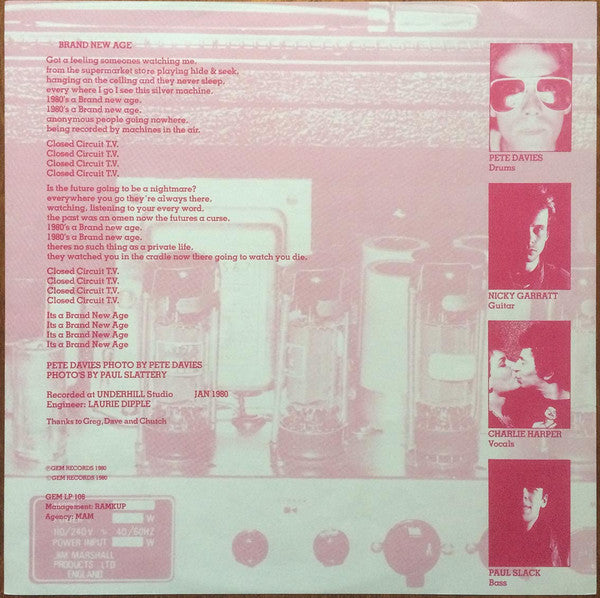 BRAND NEW AGE
Got a feeling someones watching me.
from the supermarket store playing hide & seek,
hanging on the ceiling and they never sleep.
every where I go I see this silver machine.
1980's a Brand new age.
1980's a Brand new age.
anonymous people going nowhere.
being recorded by machines in the air.
Closed Circuit T.V.
Closed Circuit T.V.
Closed Circuit T.V.
Closed Circuit T.V.
Is the future going to be a nightmare?
everywhere you go they're always there,
watching. listening to your every word,
the past was an omen now the futures a curse.
1980's a Brand new age.
1980's a Brand new age.
theres no such thing as a private life.
they watched you in the cradle now there going to watch you die.
Closed Circuit T.V.
Closed Circuit T.V.
Closed Circuit T.V.
Closed Circuit T.V.
Its a Brand New Age
Its a Brand New Age
Its a Brand New Age
Its a Brand New Age
PETE DAVIES PHOTO BY PETE DAVIES
PHOTO'S BY PAUL SLATTERY
Recorded at UNDERHILL Studio JAN 1980
Engineer: LAURIE DIPPLE
Thanks to Greg, Dave and Chutch
℗ GEM RECORDS 1980
© GEM RECORDS 1980
GEM LP 106
Management: RAMKUP
Agency: MAM
W
110/240V ~ 40/60HZ
POWER INPUT W
JIM MARSHALL
PRODUCTS LTD
ENGLAND
PETE DAVIES
Drums
NICKY GARRATT
Guitar
CHARLIE HARPER
Vocals
PAUL SLACK
Bass